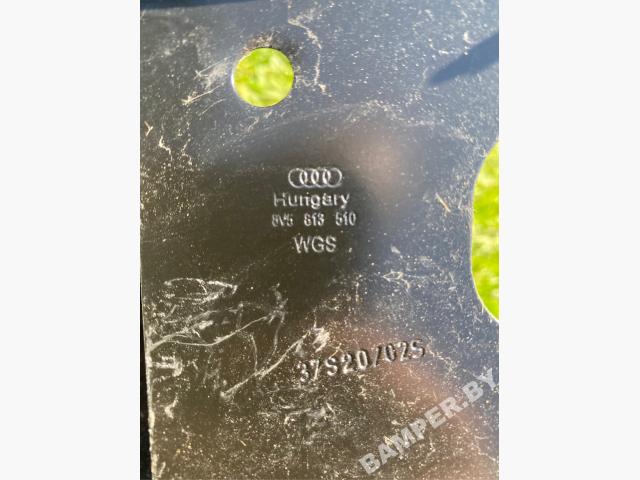 Hungary
8V5 813 510
WGS
37S20/02S
BAMPER.BY